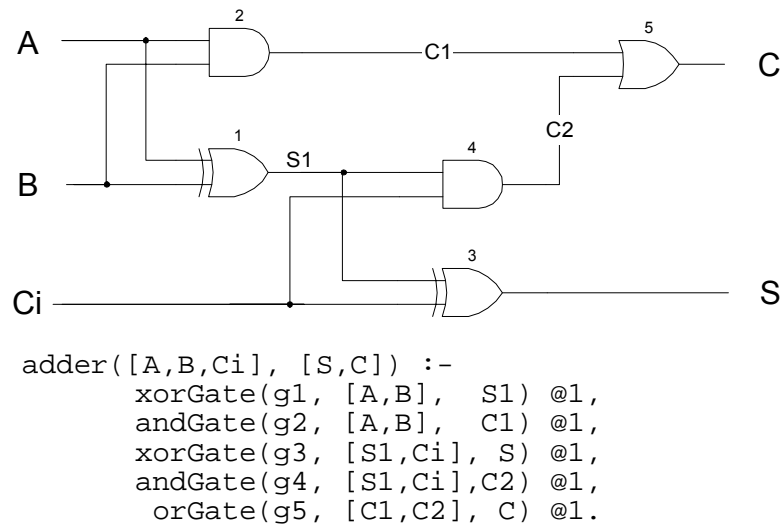 2
5
A
C1
C
C2
1
4
S1
B
3
S
Ci
adder([A,B,Ci], [S,C]) :-
xorGate(g1, [A,B],   S1) @1,
andGate(g2, [A,B],   C1) @1,
xorGate(g3, [S1,Ci], S) @1,
andGate(g4, [S1,Ci],C2) @1,
orGate(g5, [C1,C2], C) @1.